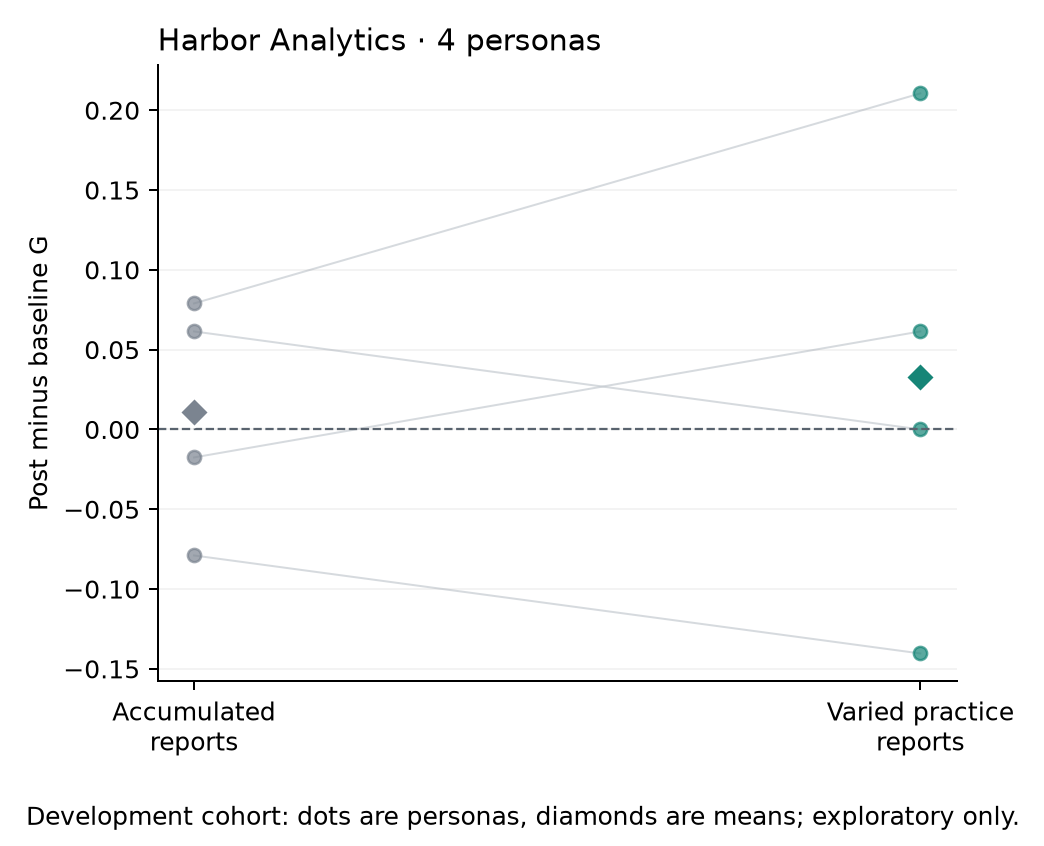 Harbor Analytics · 4 personas
Post minus baseline G
0.20
0.15
0.10
0.05
0.00
−0.05
−0.10
−0.15
Accumulated
reports
Varied practice
reports
Development cohort: dots are personas, diamonds are means; exploratory only.